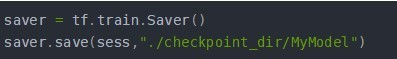 saver = tf.train.Saver()
saver.save(sess,"./checkpoint_dir/MyModel")